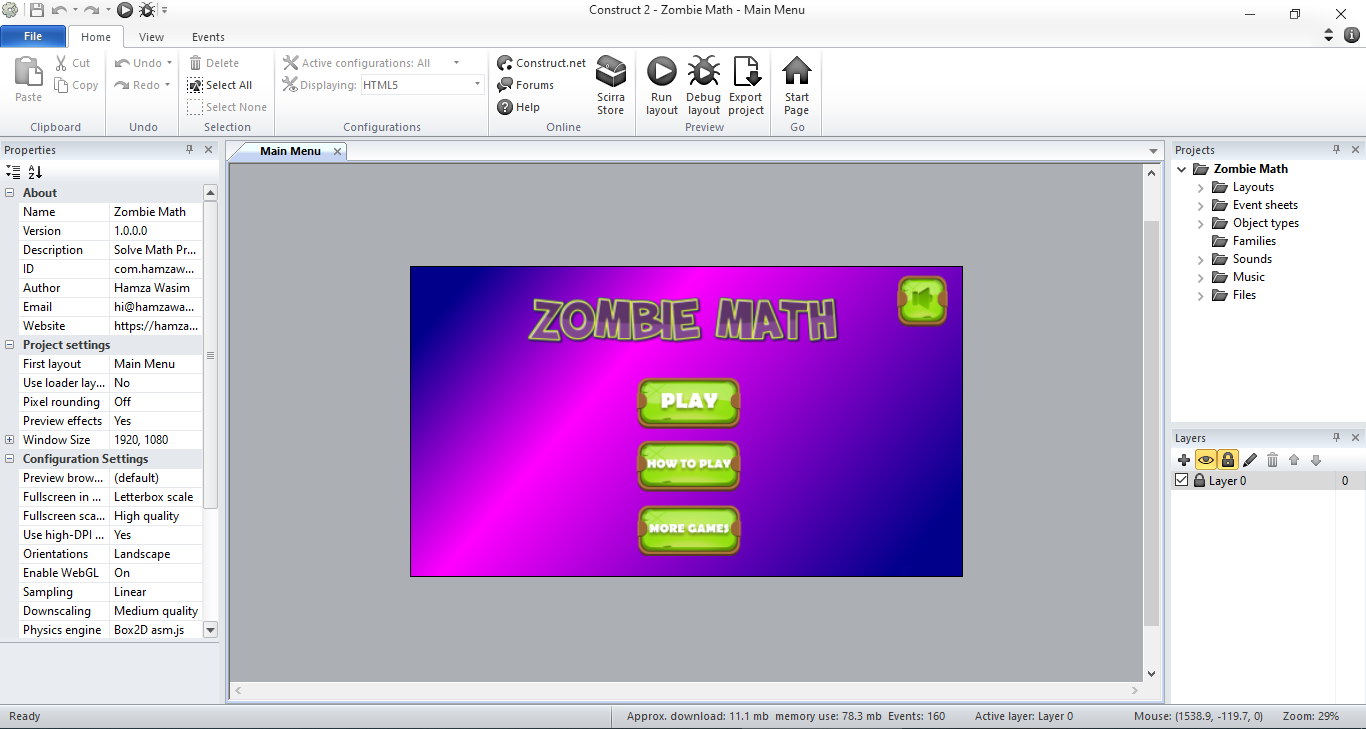 Construct 2 - Zombie Math - Main Menu
File Home View Events
Paste Cut Copy
Clipboard
Undo Redo
Undo
Delete
Select All
Select None
Selection
Active configurations: All
Displaying: HTML5
Configurations
Construct.net
Forums
Help
Scirra Store
Online
Run layout
Debug layout
Export project
Preview
Start Page
Go
Properties
About
Name Zombie Math
Version 1.0.0.0
Description Solve Math Pr...
ID com.hamzaw...
Author Hamza Wasim
Email hi@hamzawa...
Website https://hamza...
Project settings
First layout Main Menu
Use loader lay... No
Pixel rounding Off
Preview effects Yes
Window Size 1920, 1080
Configuration Settings
Preview brow... (default)
Fullscreen in ... Letterbox scale
Fullscreen sca... High quality
Use high-DPI ... Yes
Orientations Landscape
Enable WebGL On
Sampling Linear
Downscaling Medium quality
Physics engine Box2D asm.js
Main Menu
ZOMBIE MATH
PLAY
HOW TO PLAY
MORE GAMES
Projects
Zombie Math
Layouts
Event sheets
Object types
Families
Sounds
Music
Files
Layers
Layer 0 0
Ready
Approx. download: 11.1 mb memory use: 78.3 mb Events: 160 Active layer: Layer 0 Mouse: (1538.9, -119.7, 0) Zoom: 29%